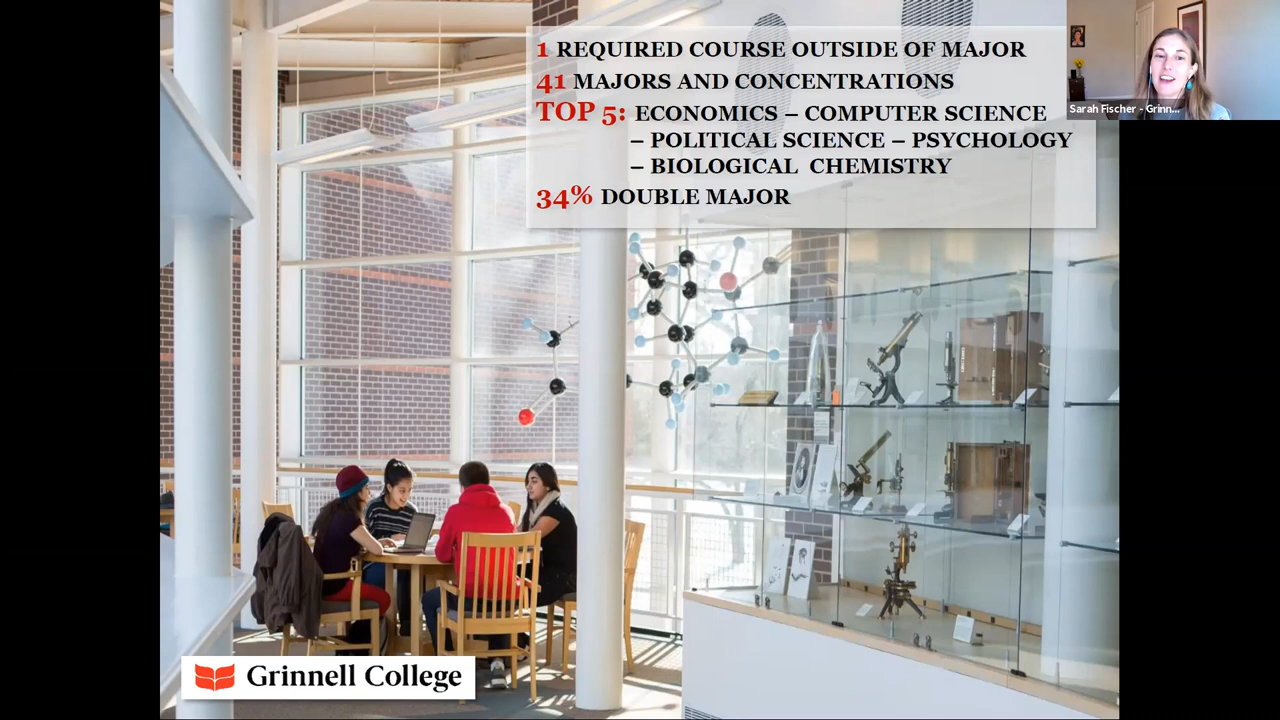 1 REQUIRED COURSE OUTSIDE OF MAJOR
41 MAJORS AND CONCENTRATIONS
TOP 5: ECONOMICS – COMPUTER SCIENCE
– POLITICAL SCIENCE – PSYCHOLOGY
– BIOLOGICAL CHEMISTRY
34% DOUBLE MAJOR
Sarah Fischer - Grinn...
Grinnell College